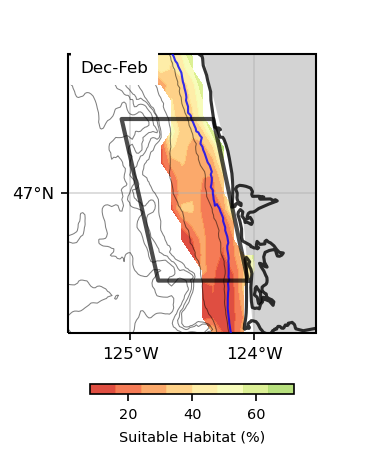 Dec-Feb
47°N
125°W 124°W
20 40 60
Suitable Habitat (%)